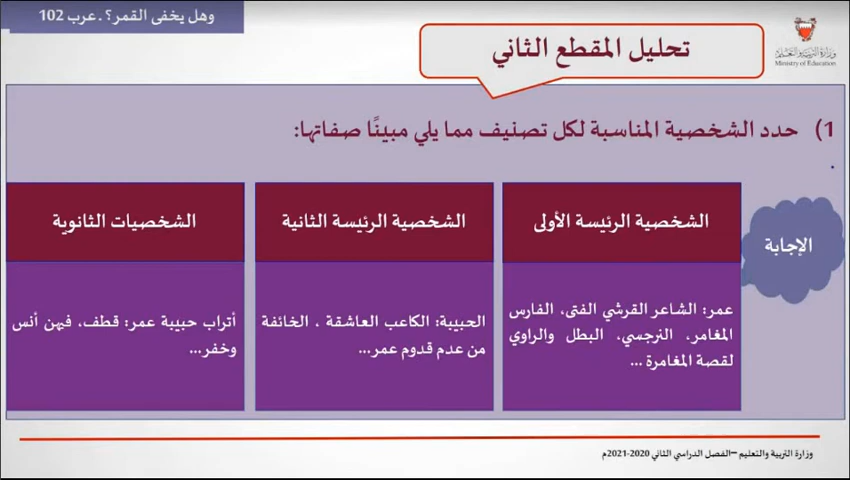 وهل يخفى القمر؟ ـ عرب 102
تحليل المقطع الثاني
وزارة التربية والتعليم
Ministry of Education
1) حدد الشخصية المناسبة لكل تصنيف مما يلي مبينًا صفاتها:
.
الإجابة
الشخصية الرئيسة الأولى
عمر: الشاعر القرشي الفتى، الفارس
المغامر، النرجسي، البطل والراوي
لقصة المغامرة ...
الشخصية الرئيسة الثانية
الحبيبة: الكاعب العاشقة ، الخائفة
من عدم قدوم عمر...
الشخصيات الثانوية
أتراب حبيبة عمر: قطف، فيهن أنس
وخفر...
وزارة التربية والتعليم –الفصل الدراسي الثاني 2020-2021م